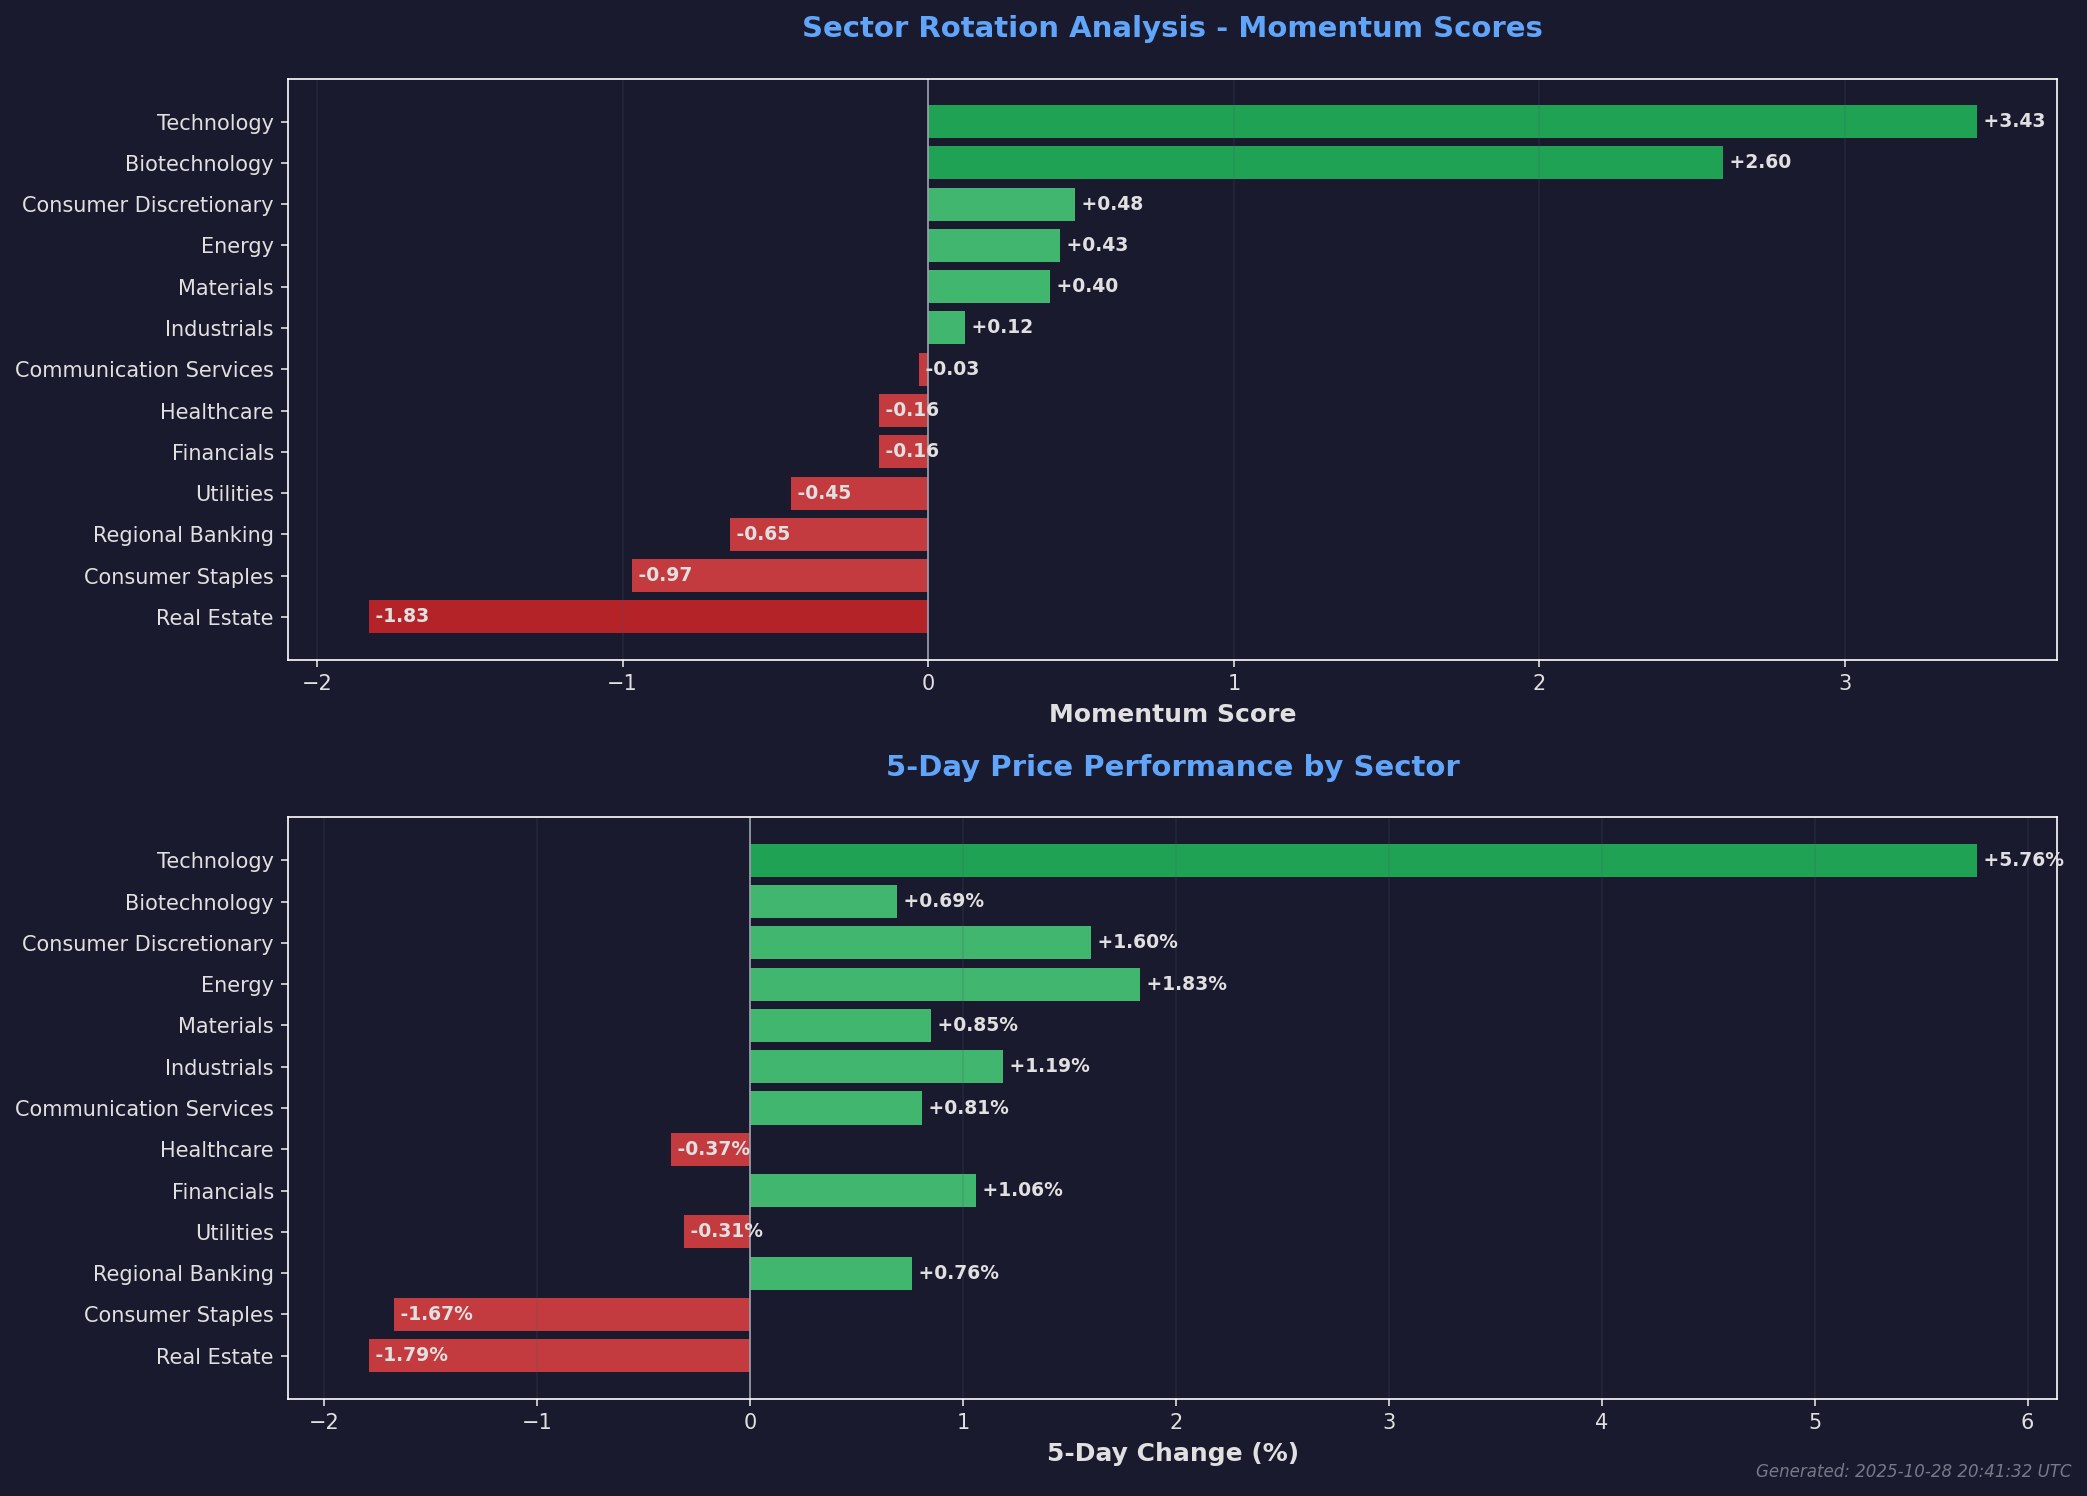 Sector Rotation Analysis - Momentum Scores
Technology +3.43
Biotechnology +2.60
Consumer Discretionary +0.48
Energy +0.43
Materials +0.40
Industrials +0.12
Communication Services -0.03
Healthcare -0.16
Financials -0.16
Utilities -0.45
Regional Banking -0.65
Consumer Staples -0.97
Real Estate -1.83
−2 −1 0 1 2 3
Momentum Score
5-Day Price Performance by Sector
Technology +5.76%
Biotechnology +0.69%
Consumer Discretionary +1.60%
Energy +1.83%
Materials +0.85%
Industrials +1.19%
Communication Services +0.81%
Healthcare -0.37%
Financials +1.06%
Utilities -0.31%
Regional Banking +0.76%
Consumer Staples -1.67%
Real Estate -1.79%
−2 −1 0 1 2 3 4 5 6
5-Day Change (%)
Generated: 2025-10-28 20:41:32 UTC